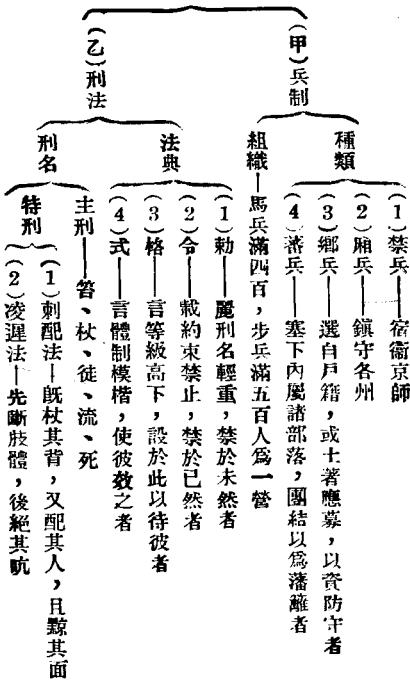 （甲）兵制
種類
（1）禁兵——宿衞京師
（2）廂兵——鎮守各州
（3）鄉兵——選自戶籍，或土著應募，以資防守者
（4）蕃兵——塞下內屬諸部落，團結以爲藩籬者
組織—馬兵滿四百，步兵滿五百人爲一營
（乙）刑法
法典
（1）勅——麗刑名輕重，禁於未然者
（2）令——載約束禁止，禁於已然者
（3）格——言等級高下，設於此以待彼者
（4）式——言體制模楷，使彼效之者
刑名
主刑——笞、杖、徒、流、死
特刑
（1）刺配法—旣杖其背，又配其人，且黥其面
（2）凌遲法—先斷肢體，後絕其吭